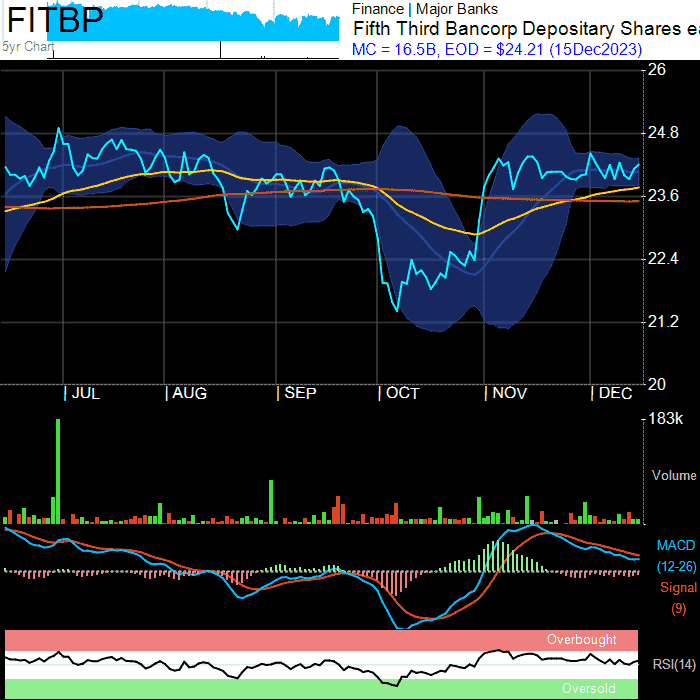 FITBP
5yr Chart
Finance | Major Banks
Fifth Third Bancorp Depositary Shares ea
MC = 16.5B, EOD = $24.21 (15Dec2023)
26
24.8
23.6
22.4
21.2
20
| JUL | AUG | SEP | OCT | NOV | DEC
183k
Volume
MACD
(12-26)
Signal
(9)
Overbought
RSI(14)
Oversold